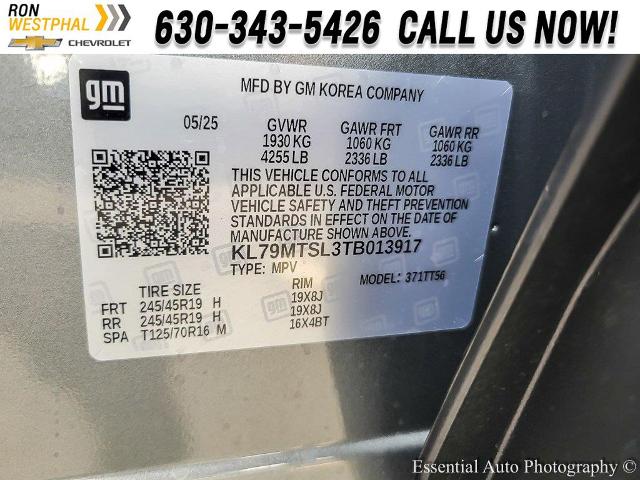 RON
WESTPHAL
CHEVROLET
630-343-5426 CALL US NOW!
gm
MFD BY GM KOREA COMPANY
05/25 GVWR GAWR FRT GAWR RR
1930 KG 1060 KG 1060 KG
4255 LB 2336 LB 2336 LB
THIS VEHICLE CONFORMS TO ALL
APPLICABLE U.S. FEDERAL MOTOR
VEHICLE SAFETY AND THEFT PREVENTION
STANDARDS IN EFFECT ON THE DATE OF
MANUFACTURE SHOWN ABOVE.
KL79MTSL3TB013917
TYPE: MPV MODEL: 371TT56
TIRE SIZE RIM
FRT 245/45R19 H 19X8J
RR 245/45R19 H 19X8J
SPA T125/70R16 M 16X4BT
Essential Auto Photography (C)